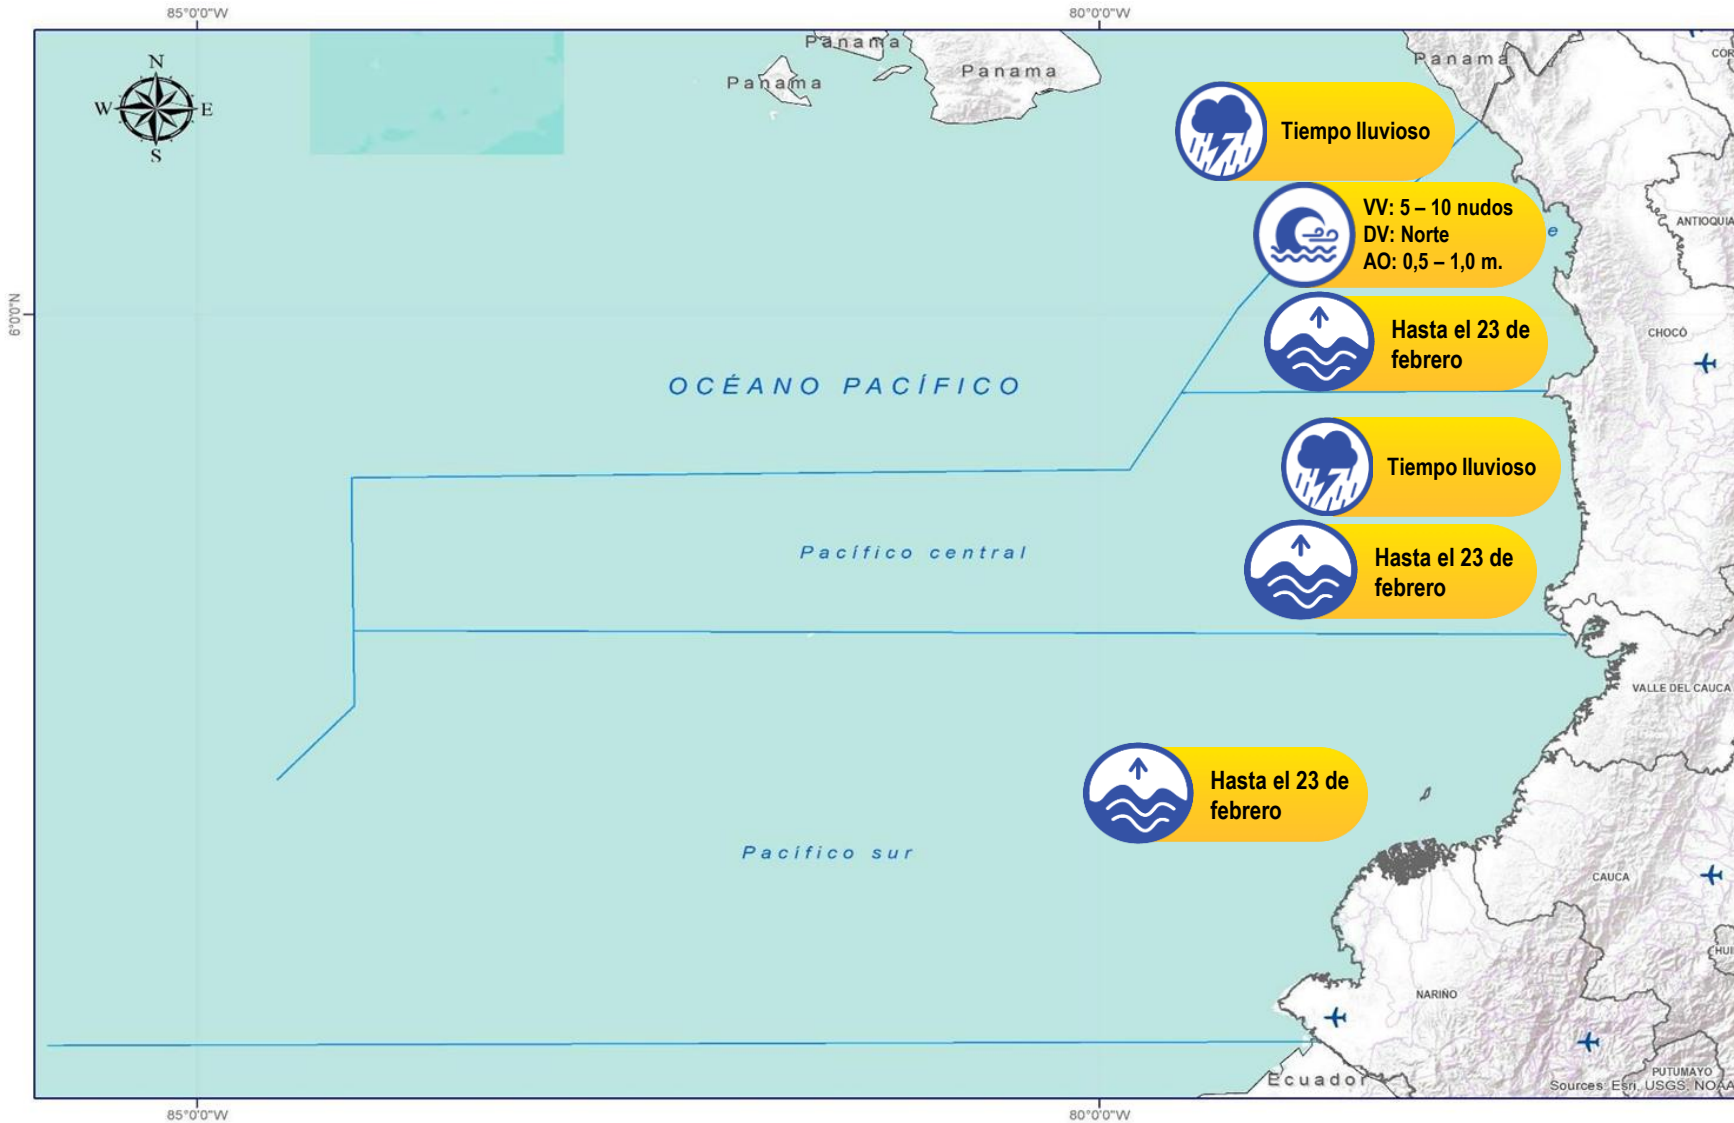 85°0'0"W
80°0'0"W
N
W
E
S
Panama
Panama
Panama
Panama
Tiempo lluvioso
VV: 5 – 10 nudos
DV: Norte
AO: 0,5 – 1,0 m.
e
ANTIOQUIA
6°0'0"N
Hasta el 23 de
febrero
CHOCÓ
OCÉANO PACÍFICO
Tiempo lluvioso
Pacífico central
Hasta el 23 de
febrero
VALLE DEL CAUCA
Hasta el 23 de
febrero
Pacífico sur
CAUCA
HUI
NARIÑO
PUTUMAYO
Ecuador
Sources: Esri, USGS, NOAA
85°0'0"W
80°0'0"W